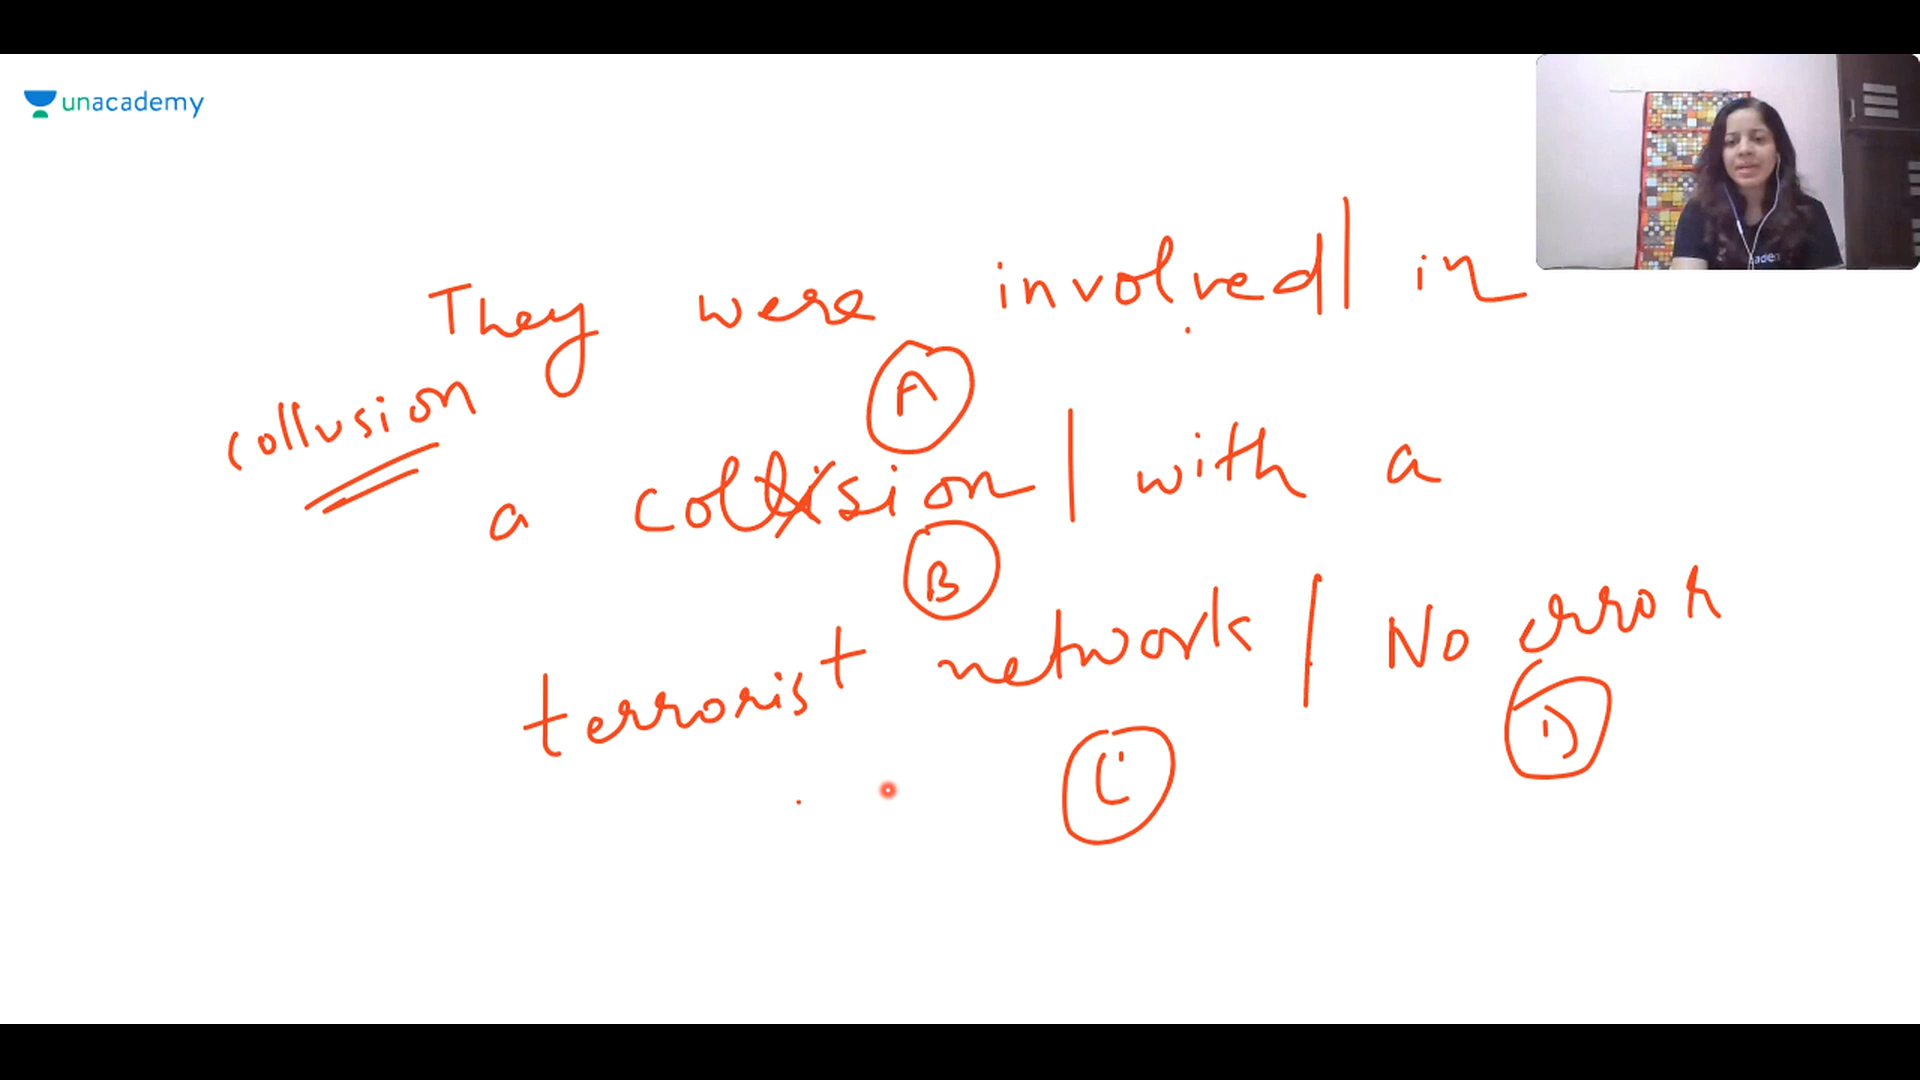 unacademy
They were involved | in
A
collusion
a collision | with a
B
terrorist network | No error
C
D